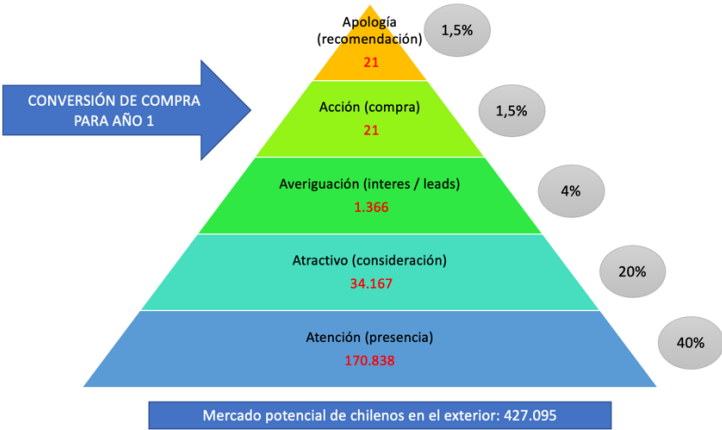 Apología
(recomendación)
21
1,5%
CONVERSIÓN DE COMPRA
PARA AÑO 1
Acción (compra)
21
1,5%
Averiguación (interes / leads)
1.366
4%
Atractivo (consideración)
34.167
20%
Atención (presencia)
170.838
40%
Mercado potencial de chilenos en el exterior: 427.095